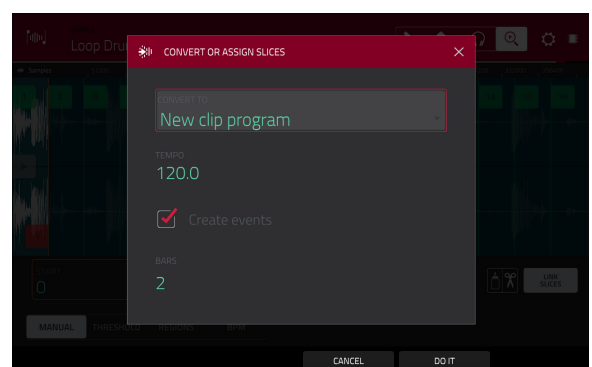 Loop Dru
CONVERT OR ASSIGN SLICES
Samples
CONVERT TO
New clip program
TEMPO
120.0
Create events
BARS
2
START
0
LINK
SLICES
MANUAL THRESHOLD REGIONS BPM
CANCEL DO IT